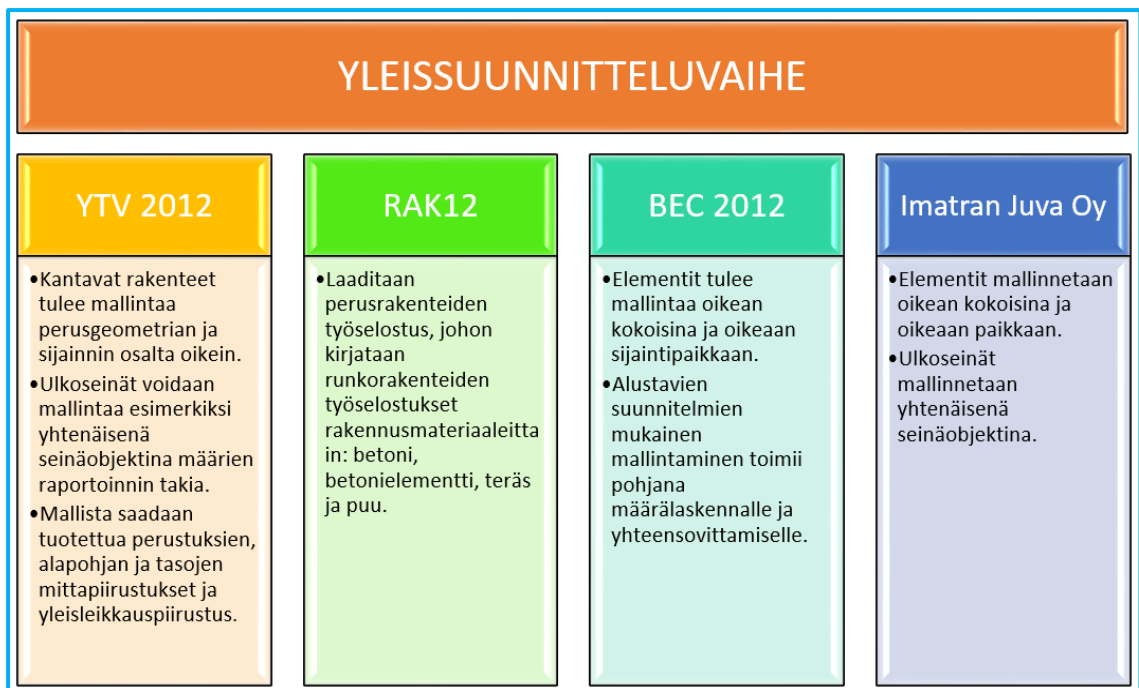 YLEISSUUNNITTELUVAIHE
YTV 2012
•Kantavat rakenteet
tulee mallintaa
perusgeometrian ja
sijainnin osalta oikein.
•Ulkoseinät voidaan
mallintaa esimerkiksi
yhtenäisenä
seinäobjektina määrien
raportoinnin takia.
•Mallista saadaan
tuotettua perustuksien,
alapohjan ja tasojen
mittapiirustukset ja
yleisleikkauspiirustus.
RAK12
•Laaditaan
perusrakenteiden
työselostus, johon
kirjataan
runkorakenteiden
työselostukset
rakennusmateriaaleitta
in: betoni,
betonielementti, teräs
ja puu.
BEC 2012
•Elementit tulee
mallintaa oikean
kokoisina ja oikeaan
sijaintipaikkaan.
•Alustavien
suunnitelmien
mukainen
mallintaminen toimii
pohjana
määrälaskennalle ja
yhteensovittamiselle.
Imatran Juva Oy
•Elementit mallinnetaan
oikean kokoisina ja
oikeaan paikkaan.
•Ulkoseinät
mallinnetaan
yhtenäisenä
seinäobjektina.